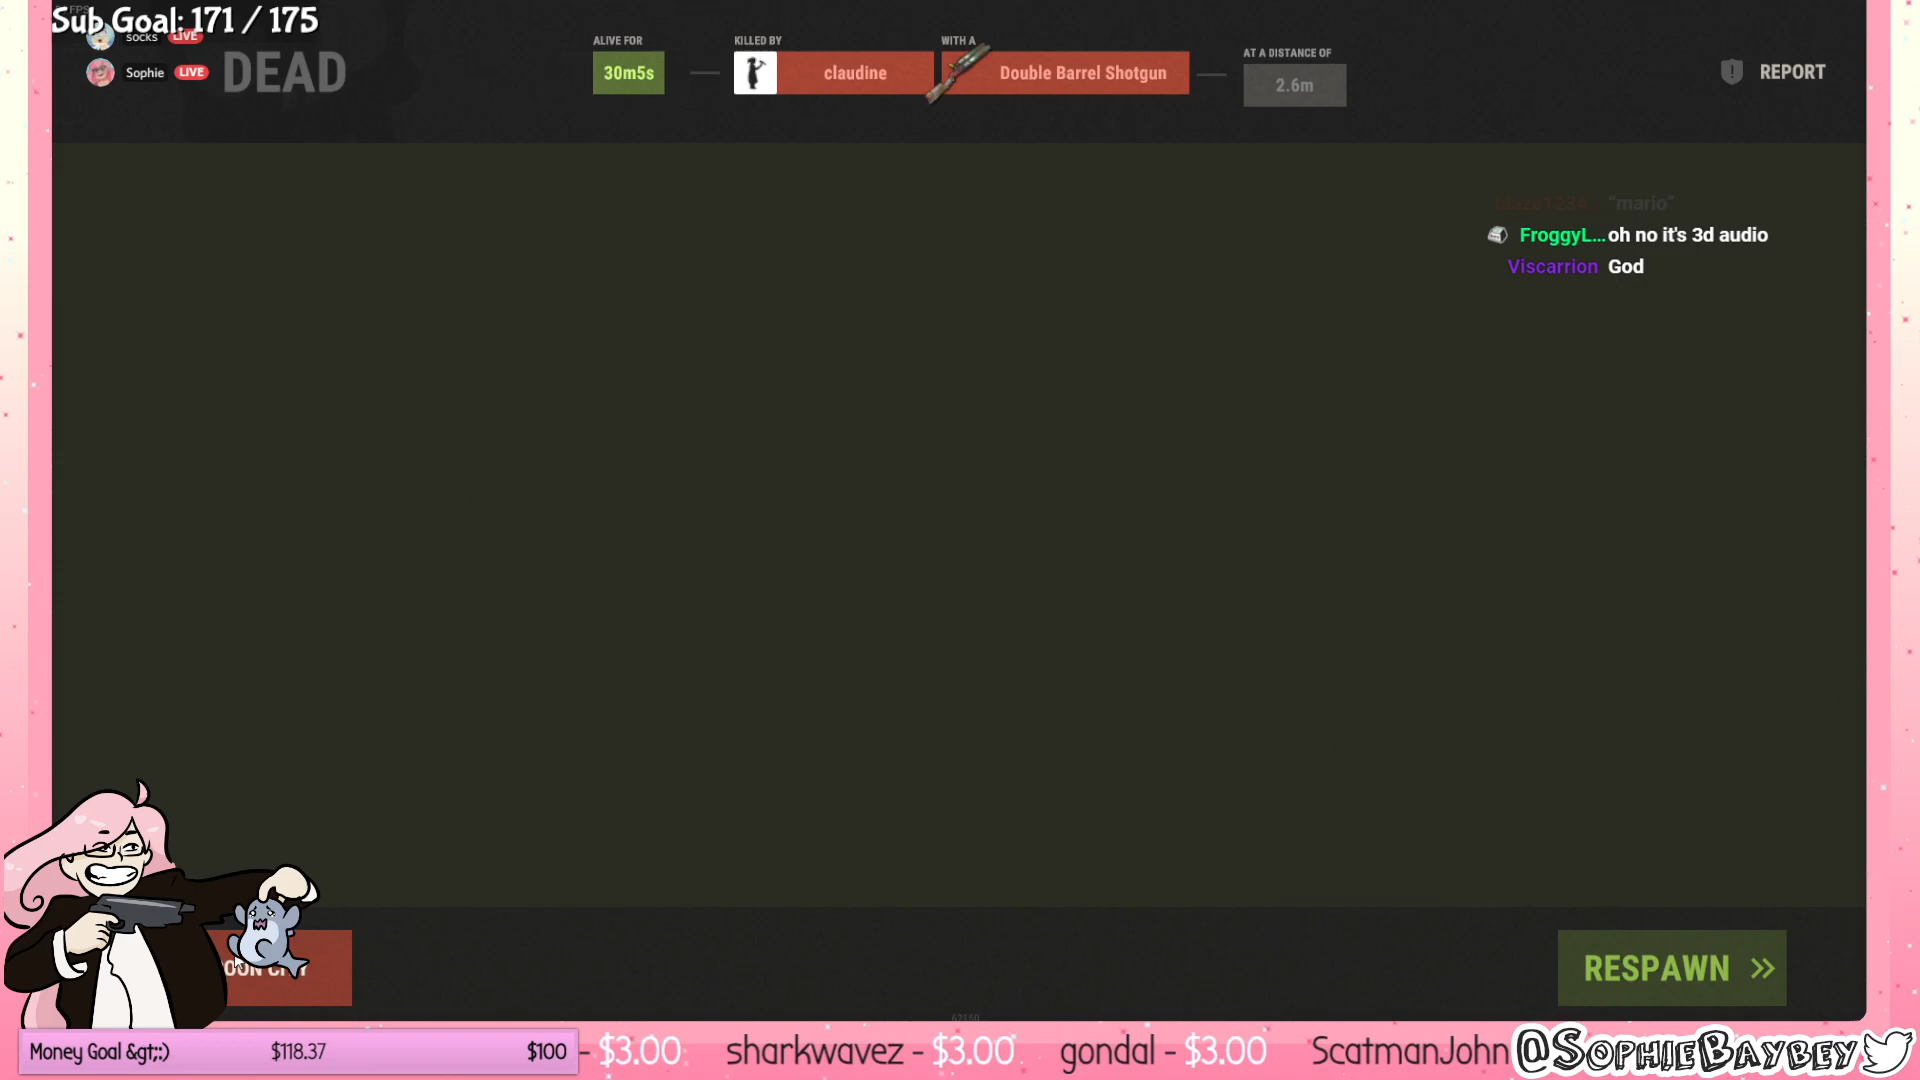 Sub Goal: 171 / 175
socks LIVE
Sophie LIVE
DEAD
ALIVE FOR
30m5s
KILLED BY
claudine
WITH A
Double Barrel Shotgun
AT A DISTANCE OF
2.6m
REPORT
"mario"
FroggyL... oh no it's 3d audio
Viscarrion God
RESPAWN
Money Goal &gt;:) $118.37 $100
- $3.00 sharkwavez - $3.00 gondal - $3.00 ScatmanJohn
@SophieBaybey